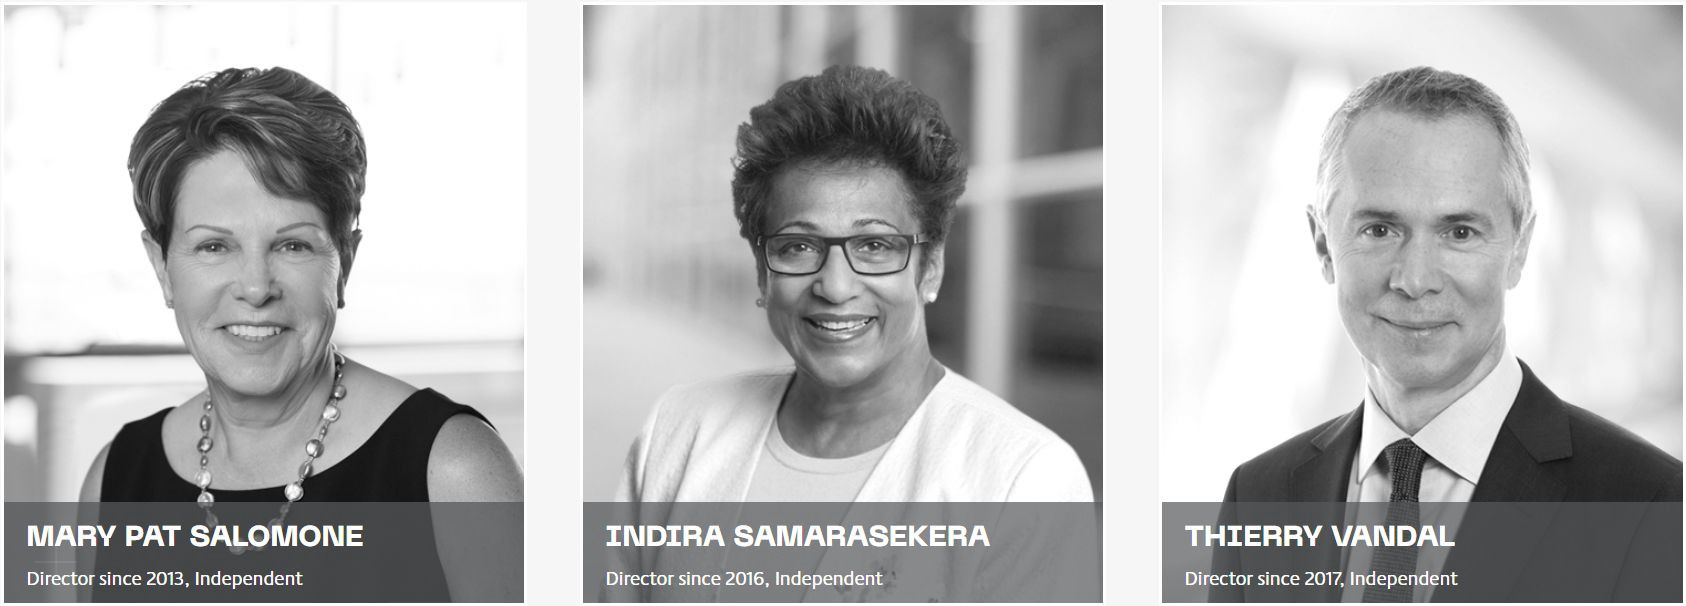 MARY PAT SALOMONE
Director since 2013, Independent
INDIRA SAMARASEKERA
Director since 2016, Independent
THIERRY VANDAL
Director since 2017, Independent